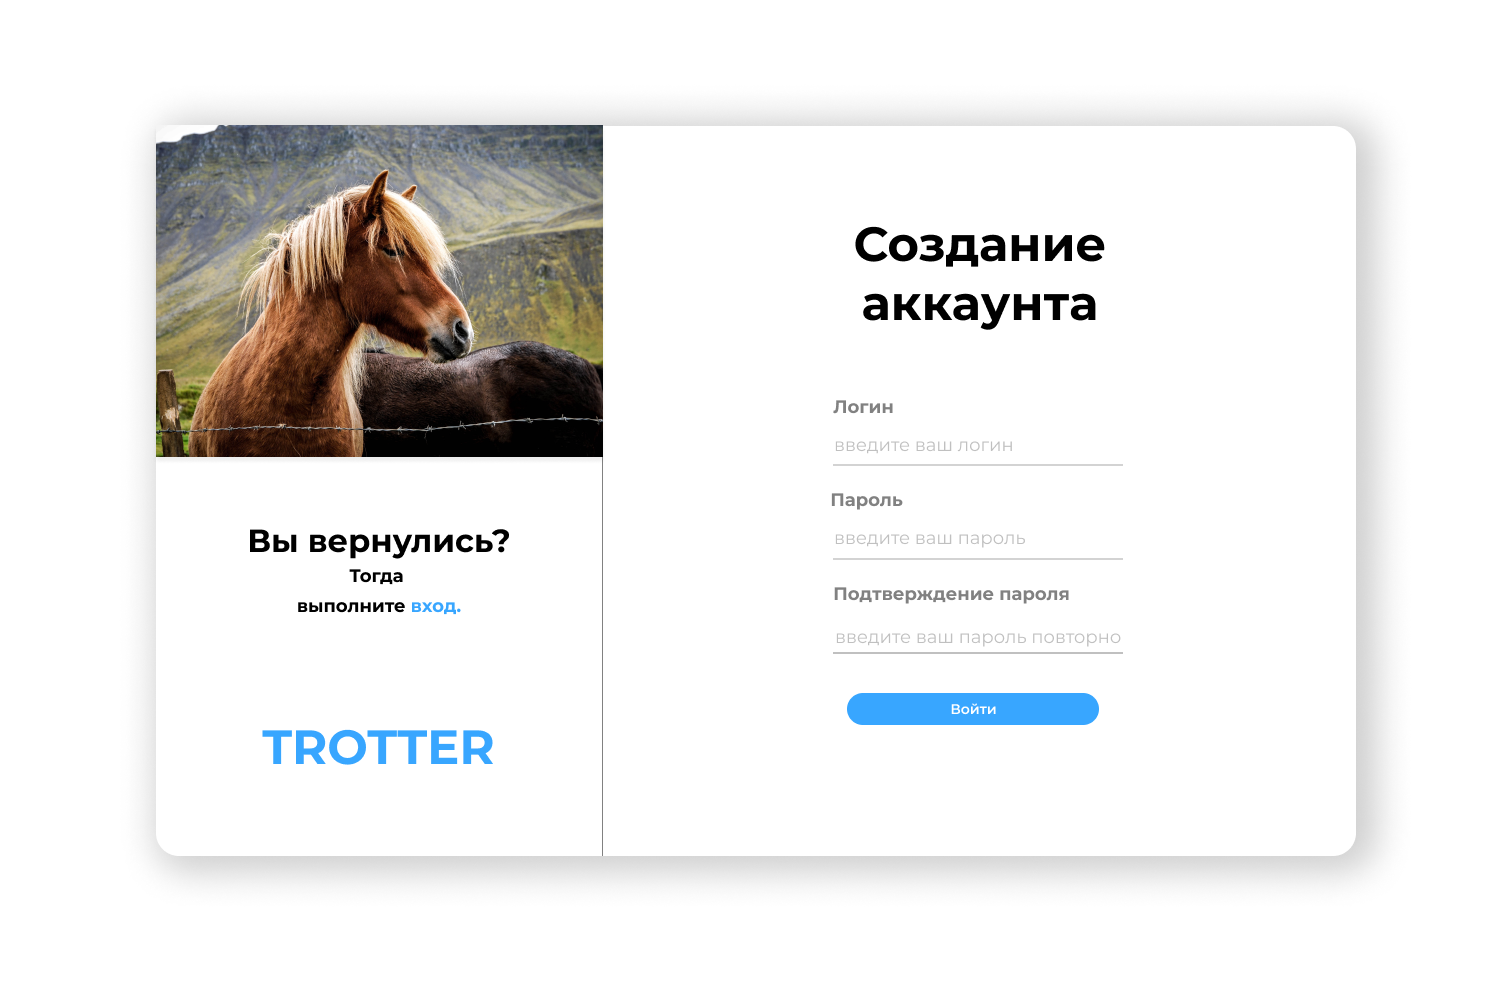 Вы вернулись?
Тогда
выполните вход.
TROTTER
Создание
аккаунта
Логин
введите ваш логин
Пароль
введите ваш пароль
Подтверждение пароля
введите ваш пароль повторно
Войти